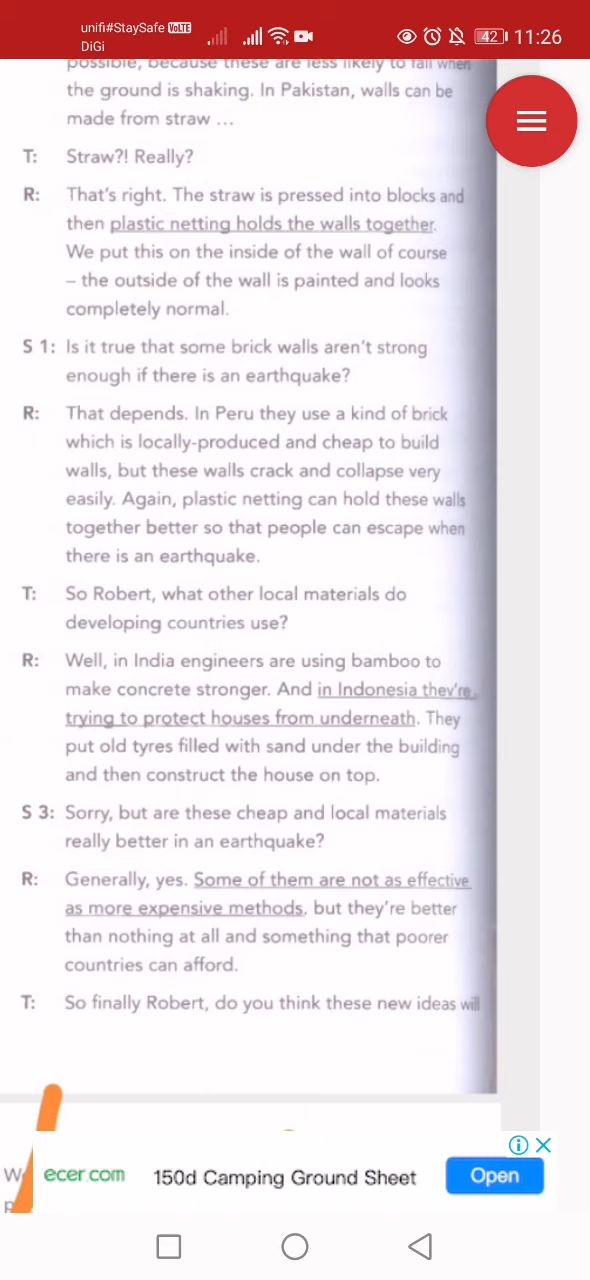 unifi#StaySafe VoLTE
DiGi
42 11:26
possible, because these are less likely to fall when
the ground is shaking. In Pakistan, walls can be
made from straw ...
T: Straw?! Really?
R: That's right. The straw is pressed into blocks and
then plastic netting holds the walls together.
We put this on the inside of the wall of course
– the outside of the wall is painted and looks
completely normal.
S 1: Is it true that some brick walls aren't strong
enough if there is an earthquake?
R: That depends. In Peru they use a kind of brick
which is locally-produced and cheap to build
walls, but these walls crack and collapse very
easily. Again, plastic netting can hold these walls
together better so that people can escape when
there is an earthquake.
T: So Robert, what other local materials do
developing countries use?
R: Well, in India engineers are using bamboo to
make concrete stronger. And in Indonesia they're
trying to protect houses from underneath. They
put old tyres filled with sand under the building
and then construct the house on top.
S 3: Sorry, but are these cheap and local materials
really better in an earthquake?
R: Generally, yes. Some of them are not as effective
as more expensive methods, but they're better
than nothing at all and something that poorer
countries can afford.
T: So finally Robert, do you think these new ideas will
ecer.com 150d Camping Ground Sheet Open